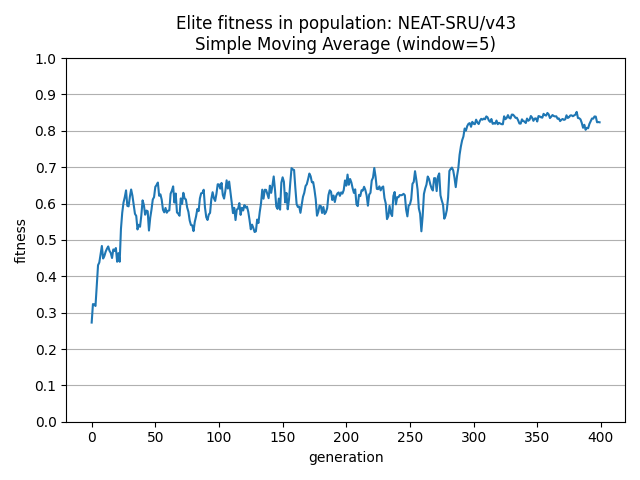 Elite fitness in population: NEAT-SRU/v43
Simple Moving Average (window=5)
1.0
0.9
0.8
0.7
0.6
0.5
0.4
0.3
0.2
0.1
0.0
fitness
0 50 100 150 200 250 300 350 400
generation